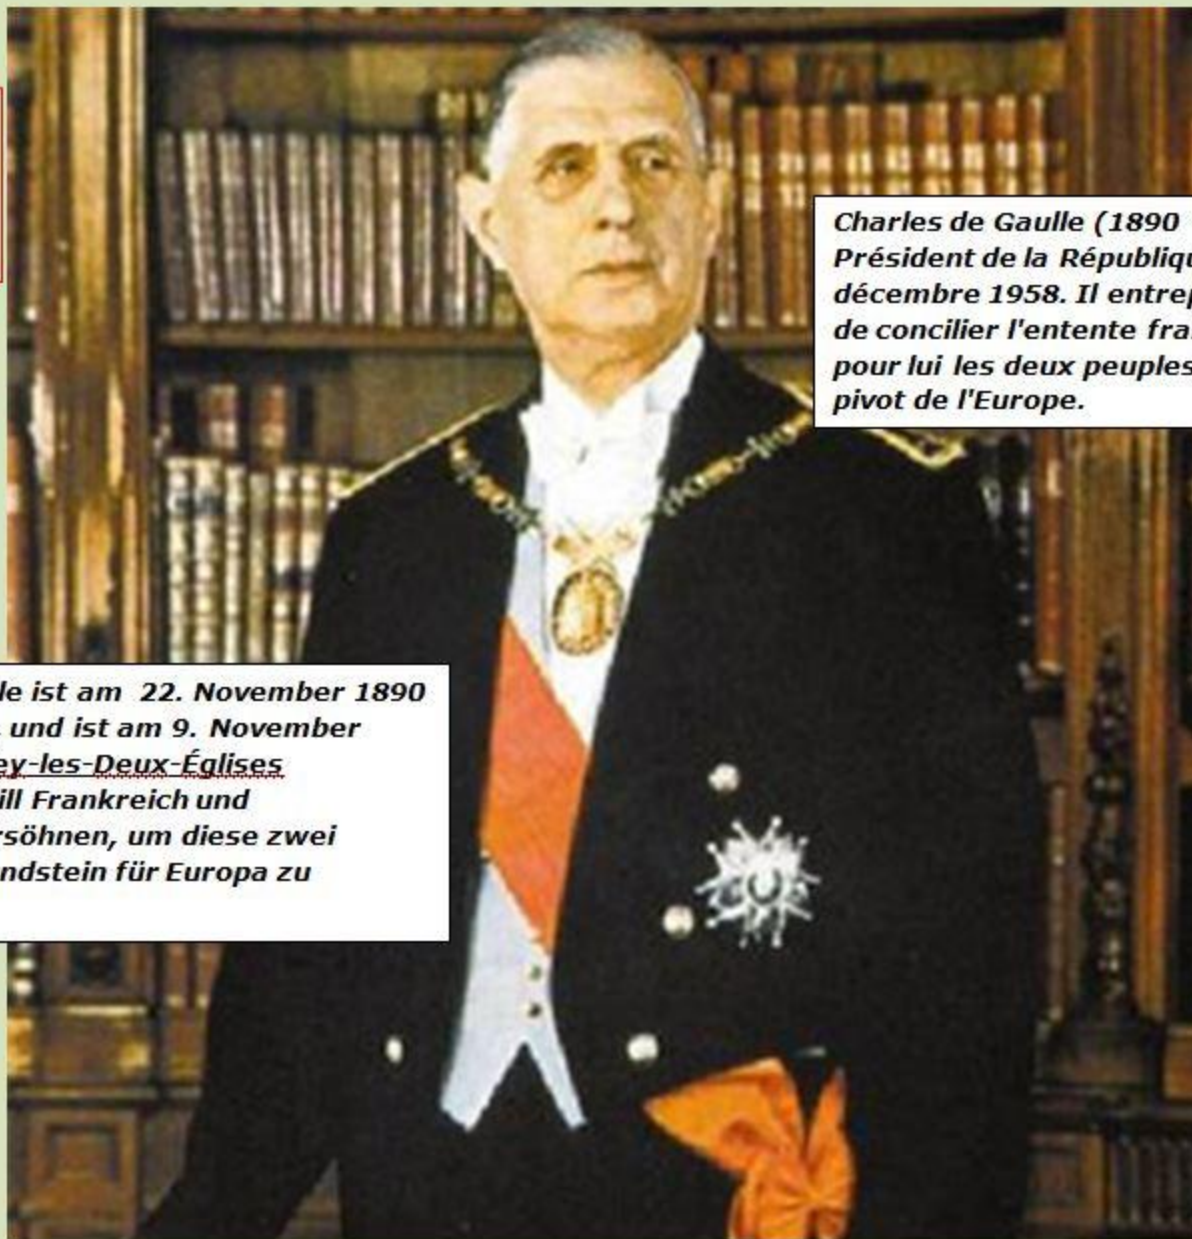 Charles de Gaulle (1890
Président de la Républiqu
décembre 1958. Il entrep
de concilier l'entente fra
pour lui les deux peuples
pivot de l'Europe.
le ist am 22. November 1890
und ist am 9. November
ey-les-Deux-Églises
ill Frankreich und
rsöhnen, um diese zwei
ndstein für Europa zu